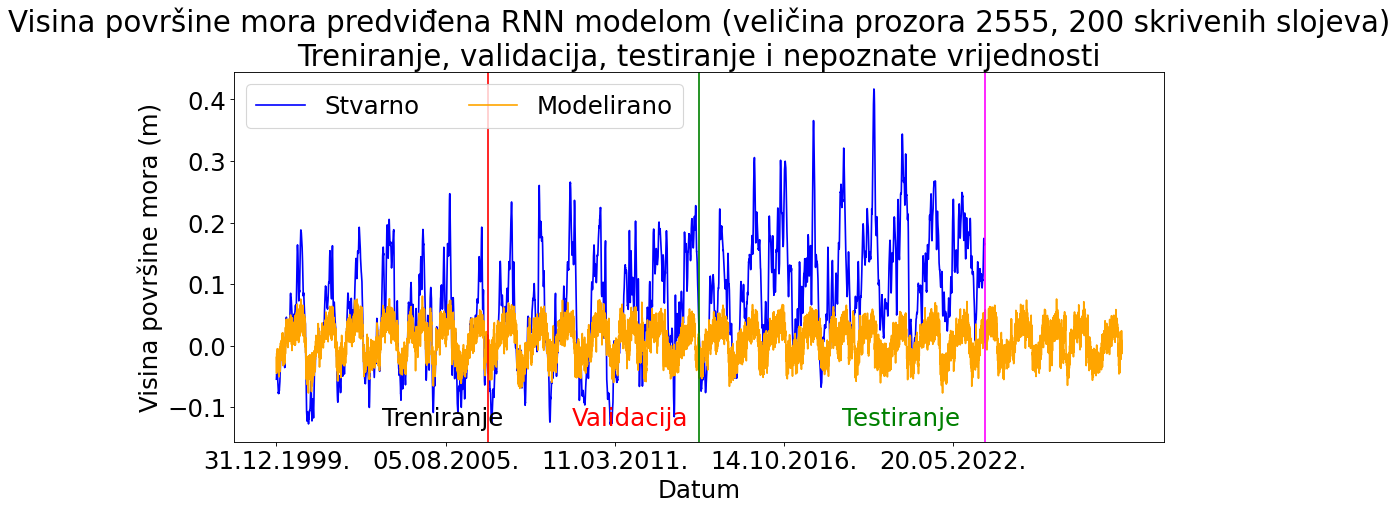 Visina površine mora predviđena RNN modelom (veličina prozora 2555, 200 skrivenih slojeva)
Treniranje, validacija, testiranje i nepoznate vrijednosti
Stvarno Modelirano
Visina površine mora (m)
0.4
0.3
0.2
0.1
0.0
−0.1
Treniranje Validacija Testiranje
31.12.1999. 05.08.2005. 11.03.2011. 14.10.2016. 20.05.2022.
Datum